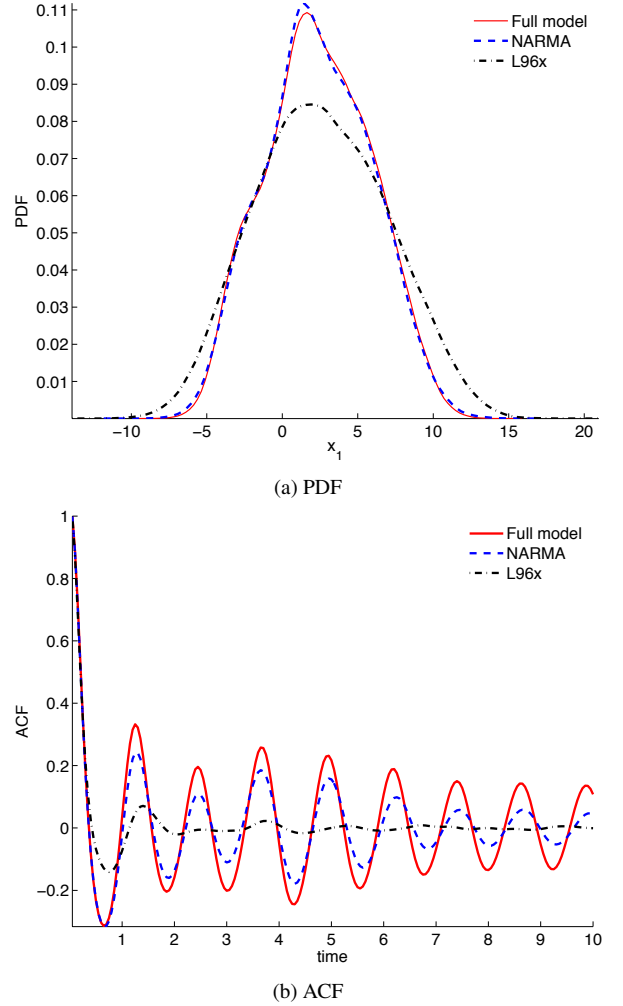 0.11
0.1
0.09
0.08
0.07
0.06
0.05
0.04
0.03
0.02
0.01
PDF
Full model
NARMA
L96x
−10 −5 0 5 10 15 20
x_1
(a) PDF
1
0.8
0.6
0.4
0.2
0
−0.2
ACF
Full model
NARMA
L96x
1 2 3 4 5 6 7 8 9 10
time
(b) ACF